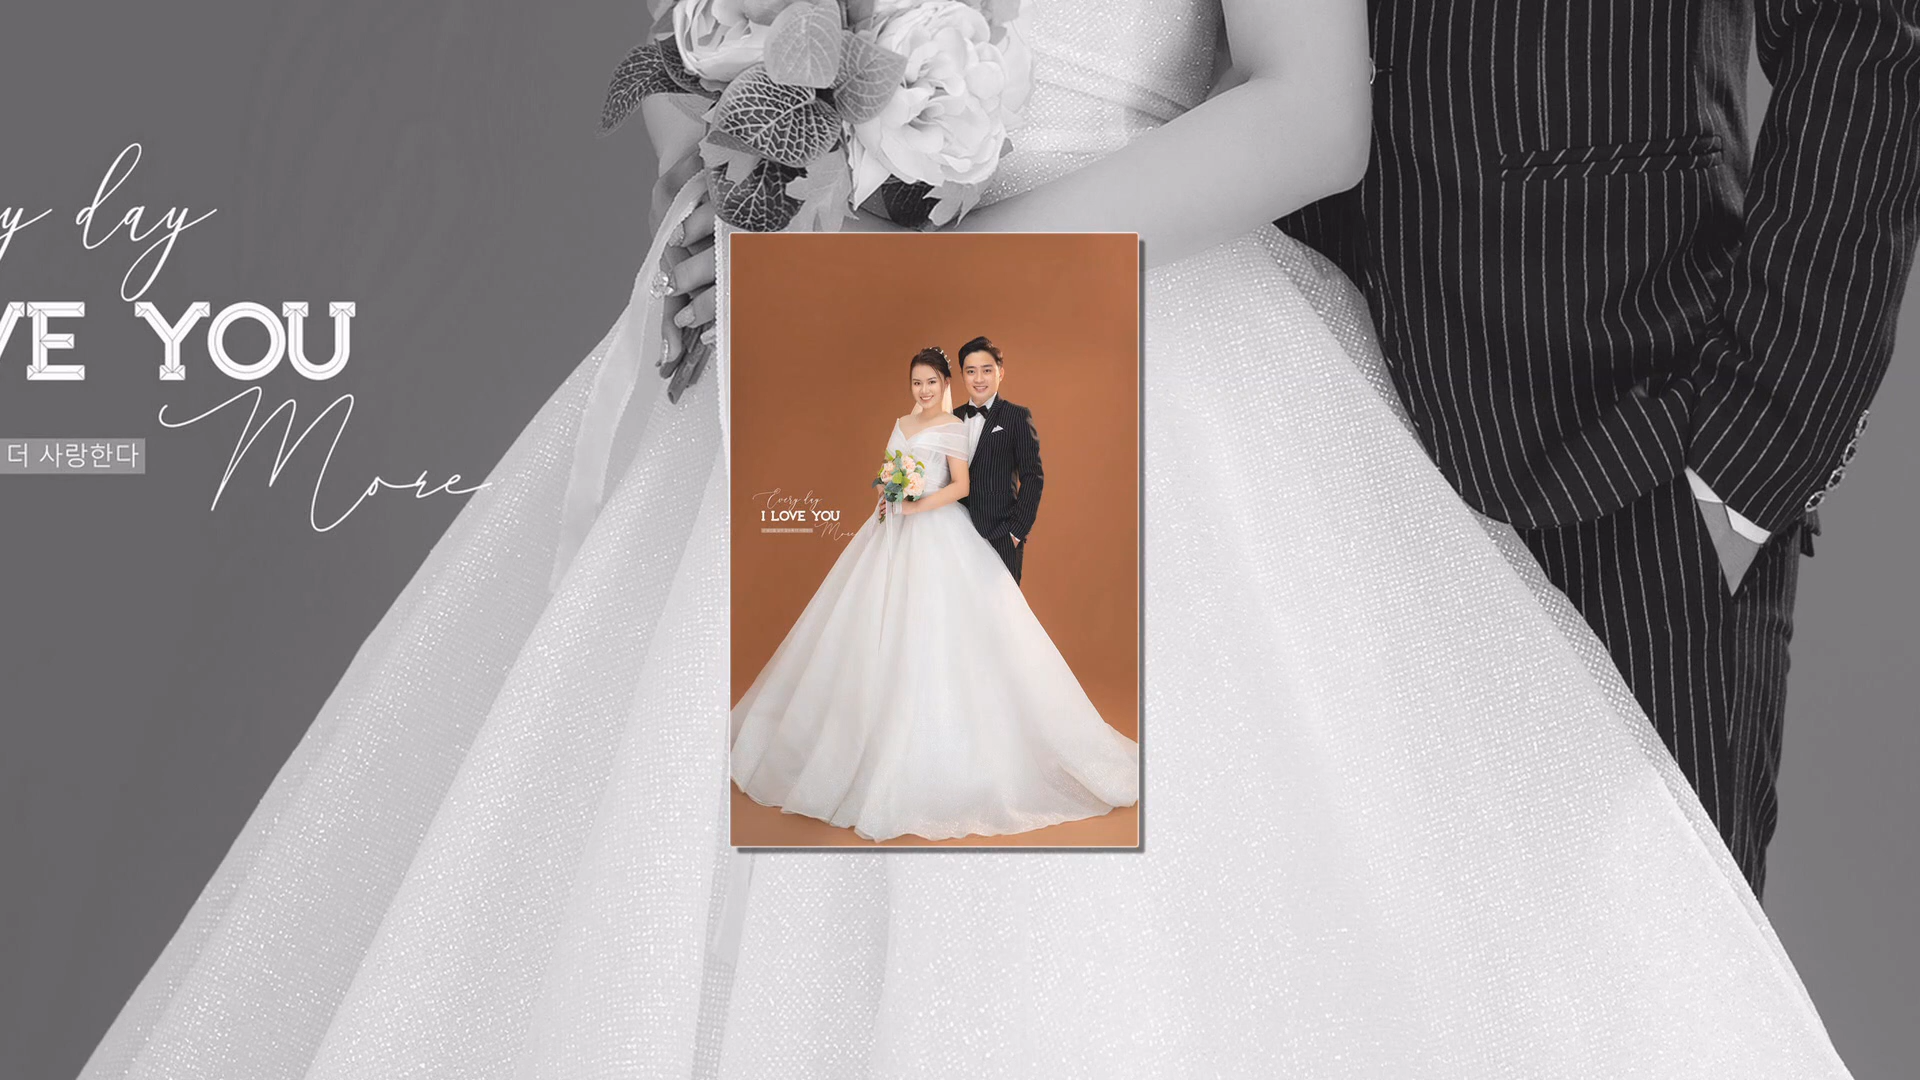 y day
VE YOU
더 사랑한다
More
Every day
I LOVE YOU
More